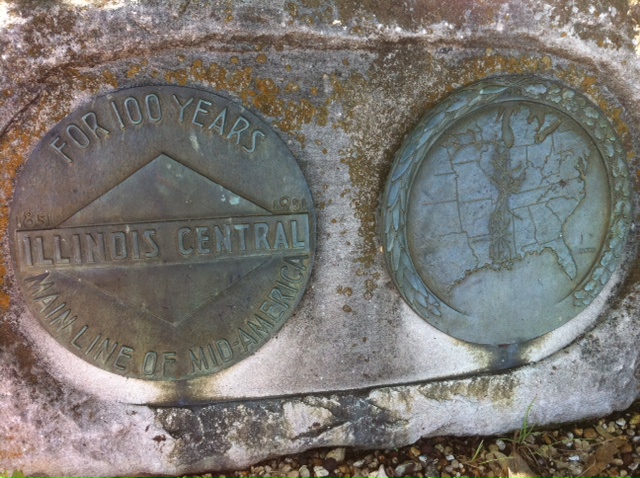 FOR 100 YEARS
1851 1951
ILLINOIS CENTRAL
MAIN LINE OF MID-AMERICA